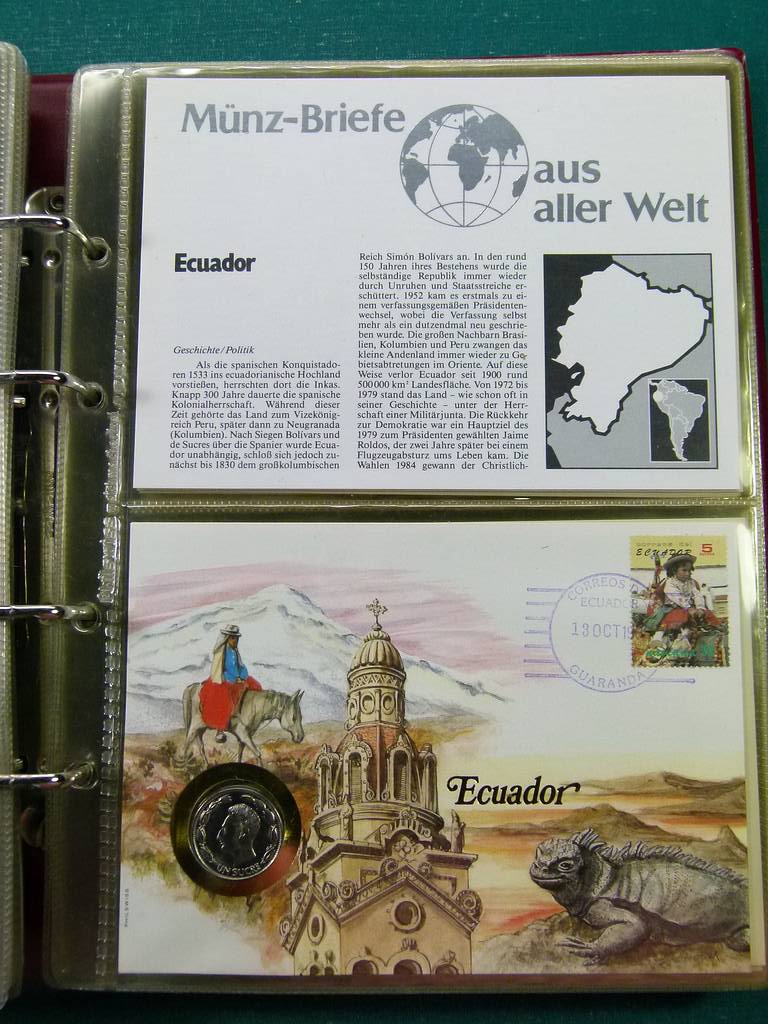 Münz-Briefe
aus
aller Welt
Ecuador
Geschichte/Politik
Als die spanischen Konquistado-
ren 1533 ins ecuadorianische Hochland
vorstießen, herrschten dort die Inkas.
Knapp 300 Jahre dauerte die spanische
Kolonialherrschaft. Während dieser
Zeit gehörte das Land zum Vizekönig-
reich Peru, später dann zu Neugranada
(Kolumbien). Nach Siegen Bolívars und
de Sucres über die Spanier wurde Ecua-
dor unabhängig, schloß sich jedoch zu-
nächst bis 1830 dem großkolumbischen
Reich Simón Bolívars an. In den rund
150 Jahren ihres Bestehens wurde die
selbständige Republik immer wieder
durch Unruhen und Staatsstreiche er-
schüttert. 1952 kam es erstmals zu ei-
nem verfassungsgemäßen Präsidenten-
wechsel, wobei die Verfassung selbst
mehr als ein dutzendmal neu geschrie-
ben wurde. Die großen Nachbarn Brasi-
lien, Kolumbien und Peru zwangen das
kleine Andenland immer wieder zu Ge-
bietsabtretungen im Oriente. Auf diese
Weise verlor Ecuador seit 1900 rund
500000 km² Landesfläche. Von 1972 bis
1979 stand das Land – wie schon oft in
seiner Geschichte – unter der Herr-
schaft einer Militärjunta. Die Rückkehr
zur Demokratie war ein Hauptziel des
1979 zum Präsidenten gewählten Jaime
Roldos, der zwei Jahre später bei einem
Flugzeugabsturz ums Leben kam. Die
Wahlen 1984 gewann der Christlich-
correos del
ECUADOR 5
CORREOS D
ECUADOR
13 OCT 19
GUARANDA
Ecuador
UN SUCRE